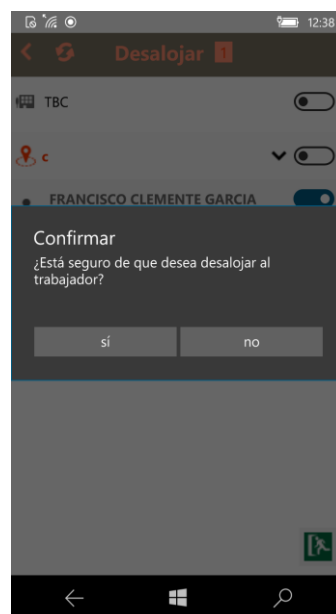 12:38
Desalojar 1
TBC
c
FRANCISCO CLEMENTE GARCIA
Confirmar
¿Está seguro de que desea desalojar al
trabajador?
sí
no